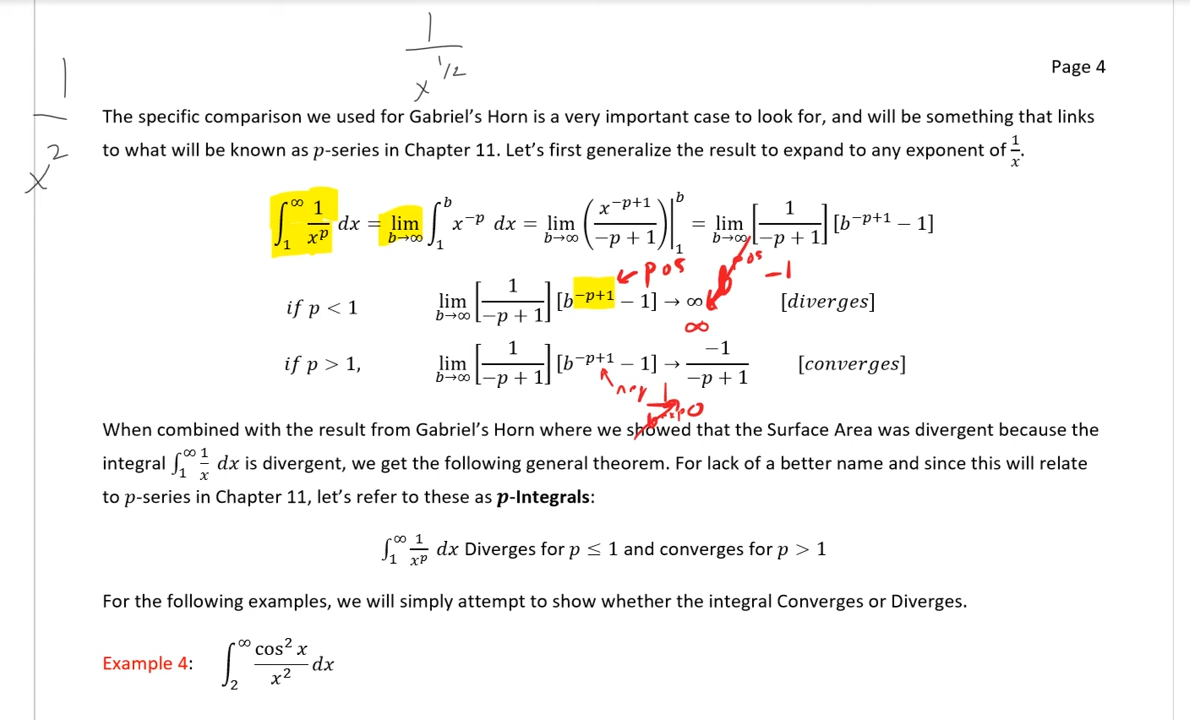 1
x^{1/2}
1
x^2
Page 4
The specific comparison we used for Gabriel's Horn is a very important case to look for, and will be something that links
to what will be known as p-series in Chapter 11. Let's first generalize the result to expand to any exponent of 1/x.
∫_1^∞ 1/x^p dx = lim_{b→∞} ∫_1^b x^{−p} dx = lim_{b→∞} (x^{−p+1}/(−p + 1))|_1^b = lim_{b→∞} [1/(−p + 1)] [b^{−p+1} − 1]
← pos
pos
−1
if p < 1 lim_{b→∞} [1/(−p + 1)] [b^{−p+1} − 1] → ∞ [diverges]
∞
if p > 1, lim_{b→∞} [1/(−p + 1)] [b^{−p+1} − 1] → −1/(−p + 1) [converges]
neg
1
→0
When combined with the result from Gabriel's Horn where we showed that the Surface Area was divergent because the
integral ∫_1^∞ 1/x dx is divergent, we get the following general theorem. For lack of a better name and since this will relate
to p-series in Chapter 11, let's refer to these as p-Integrals:
∫_1^∞ 1/x^p dx Diverges for p ≤ 1 and converges for p > 1
For the following examples, we will simply attempt to show whether the integral Converges or Diverges.
Example 4: ∫_2^∞ cos² x/x² dx